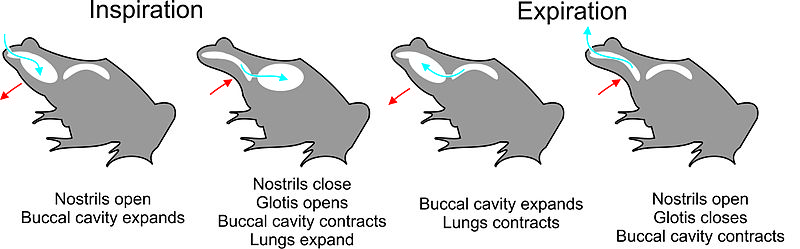 Inspiration
Expiration
Nostrils open
Buccal cavity expands
Nostrils close
Glotis opens
Buccal cavity contracts
Lungs expand
Buccal cavity expands
Lungs contracts
Nostrils open
Glotis closes
Buccal cavity contracts